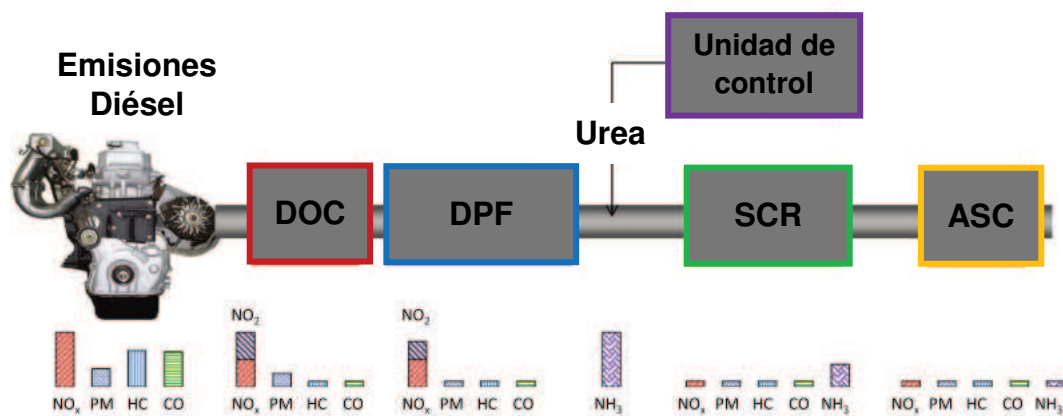 Emisiones
Diésel
Unidad de
control
Urea
DOC
DPF
SCR
ASC
NO2
NO2
NOx PM HC CO
NOx PM HC CO
NOx PM HC CO
NH3
NOx PM HC CO NH3
NOx PM HC CO NH3